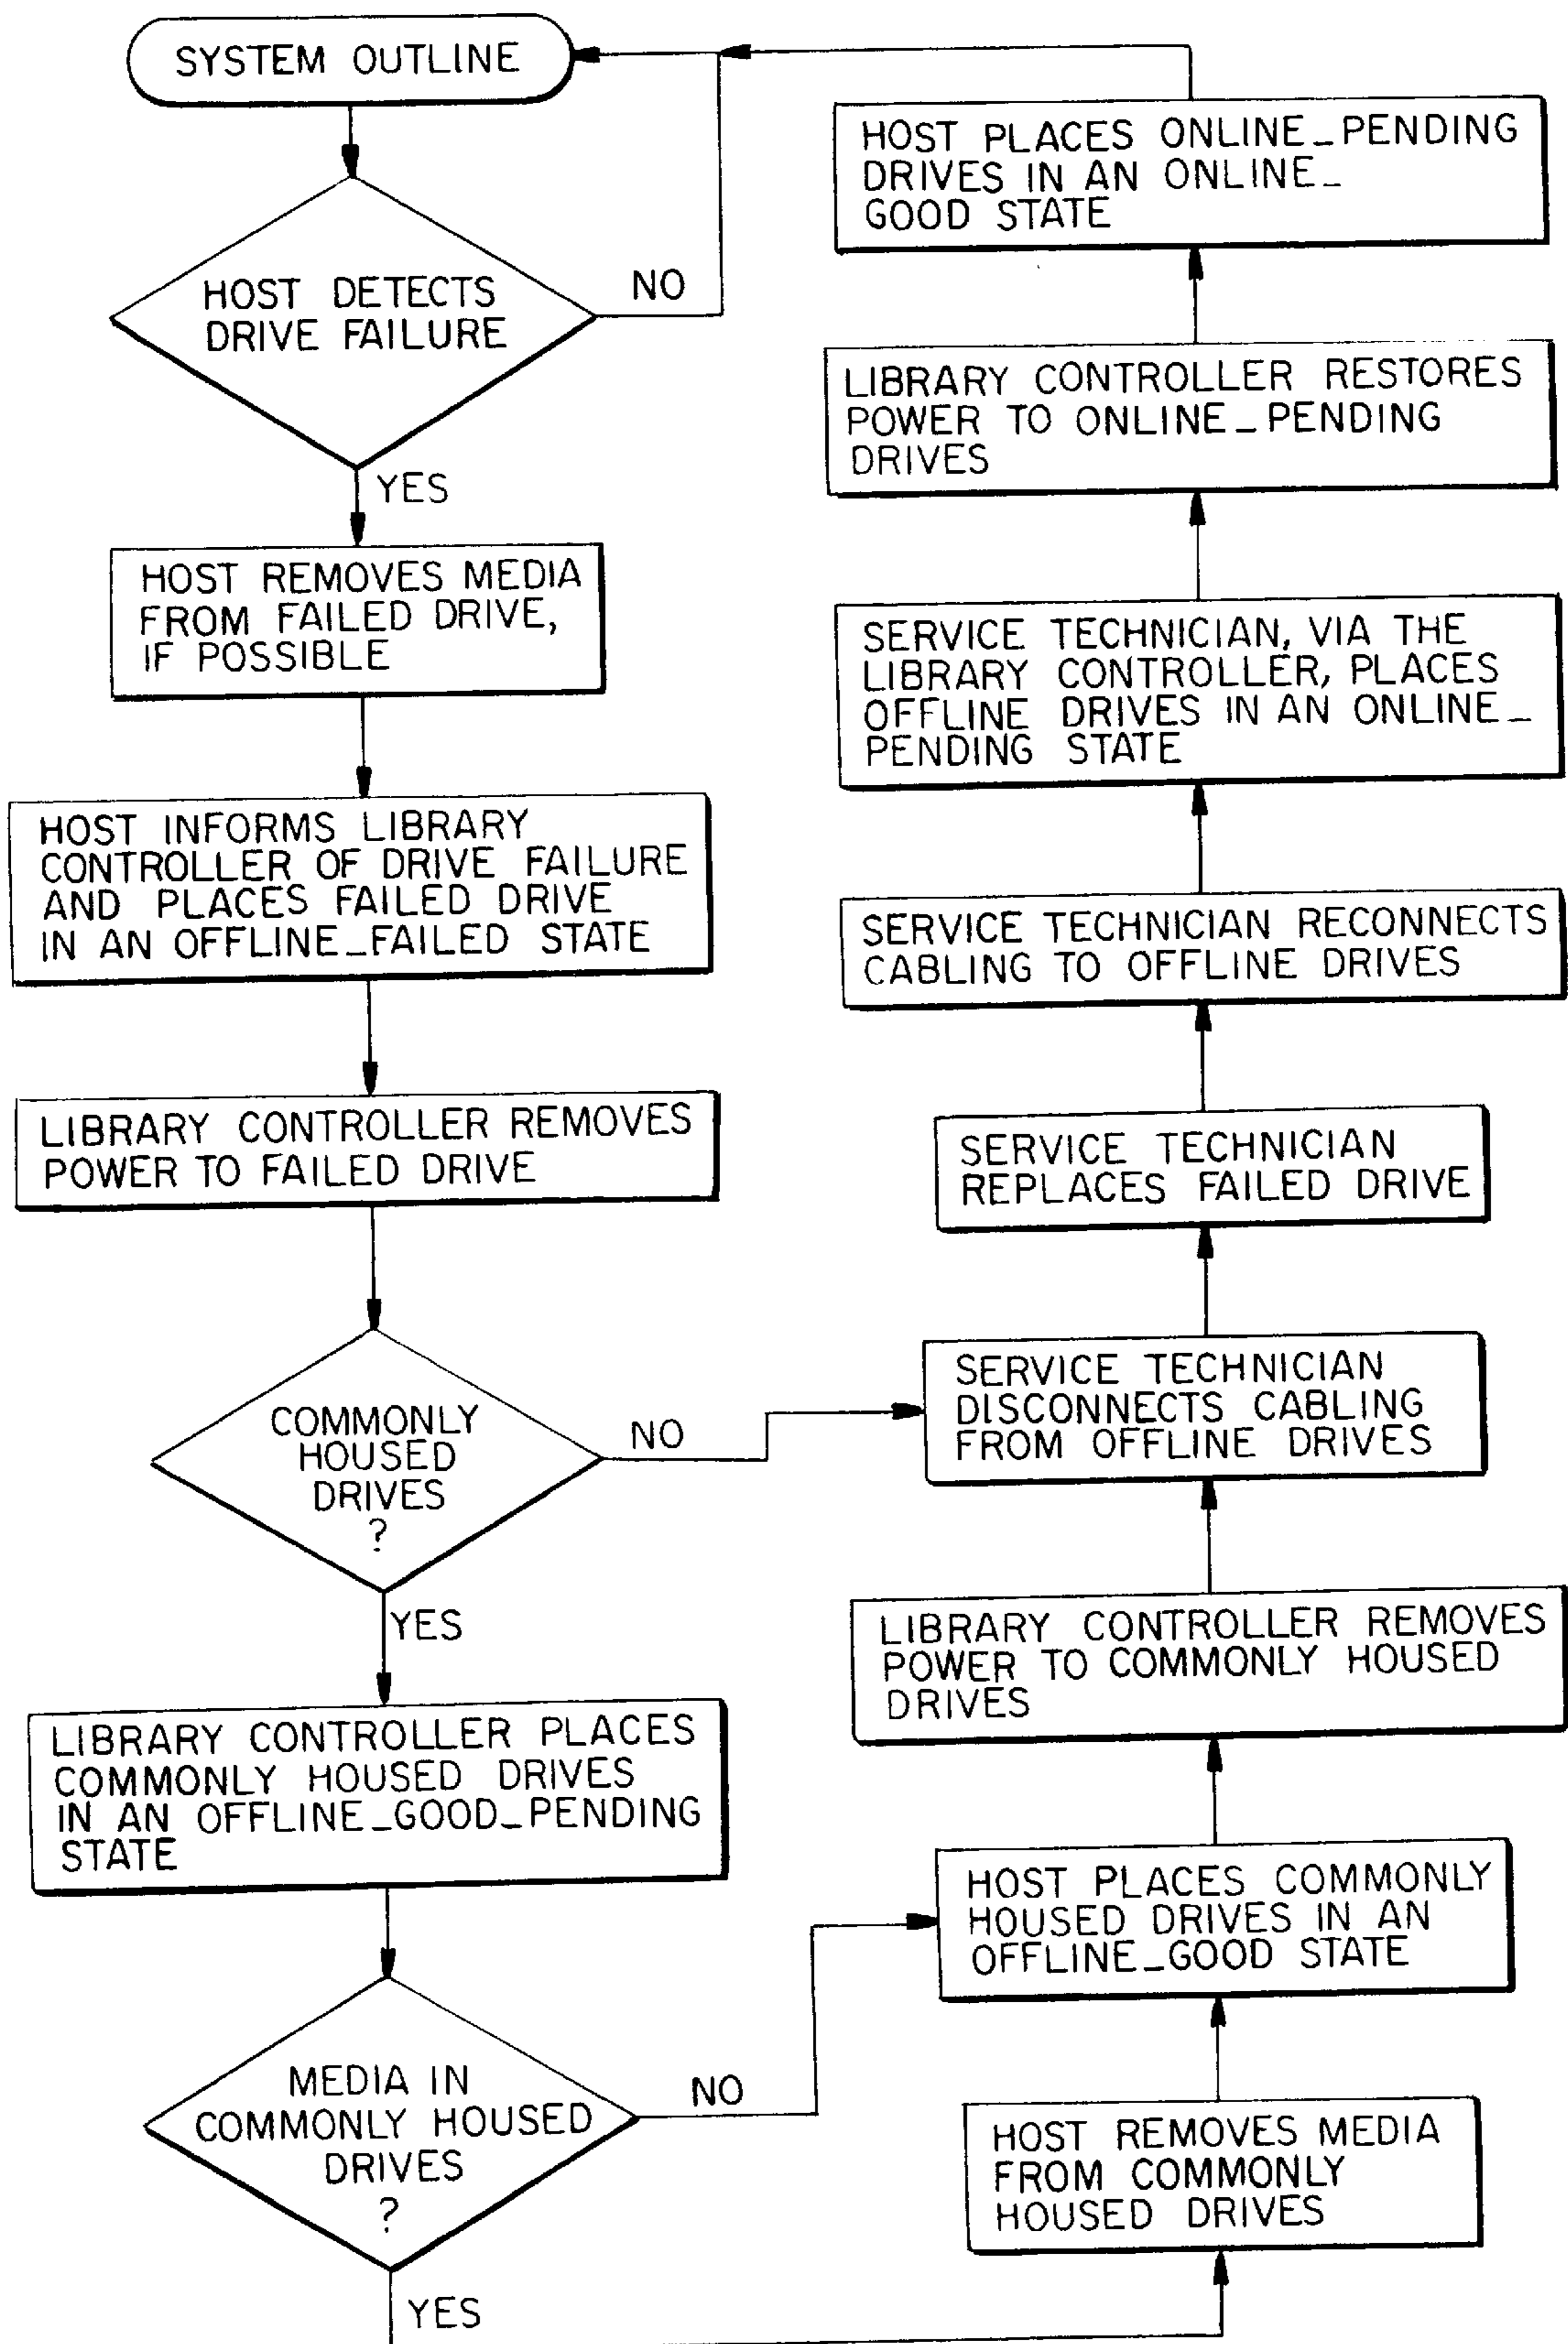 SYSTEM OUTLINE
HOST DETECTS
DRIVE FAILURE
NO
YES
HOST REMOVES MEDIA
FROM FAILED DRIVE,
IF POSSIBLE
HOST INFORMS LIBRARY
CONTROLLER OF DRIVE FAILURE
AND PLACES FAILED DRIVE
IN AN OFFLINE_FAILED STATE
LIBRARY CONTROLLER REMOVES
POWER TO FAILED DRIVE
COMMONLY
HOUSED
DRIVES
?
NO
YES
LIBRARY CONTROLLER PLACES
COMMONLY HOUSED DRIVES
IN AN OFFLINE_GOOD_PENDING
STATE
MEDIA IN
COMMONLY HOUSED
DRIVES
?
NO
YES
HOST REMOVES MEDIA
FROM COMMONLY
HOUSED DRIVES
HOST PLACES COMMONLY
HOUSED DRIVES IN AN
OFFLINE_GOOD STATE
LIBRARY CONTROLLER REMOVES
POWER TO COMMONLY HOUSED
DRIVES
SERVICE TECHNICIAN
DISCONNECTS CABLING
FROM OFFLINE DRIVES
SERVICE TECHNICIAN
REPLACES FAILED DRIVE
SERVICE TECHNICIAN RECONNECTS
CABLING TO OFFLINE DRIVES
SERVICE TECHNICIAN, VIA THE
LIBRARY CONTROLLER, PLACES
OFFLINE DRIVES IN AN ONLINE_
PENDING STATE
LIBRARY CONTROLLER RESTORES
POWER TO ONLINE_PENDING
DRIVES
HOST PLACES ONLINE_PENDING
DRIVES IN AN ONLINE_
GOOD STATE